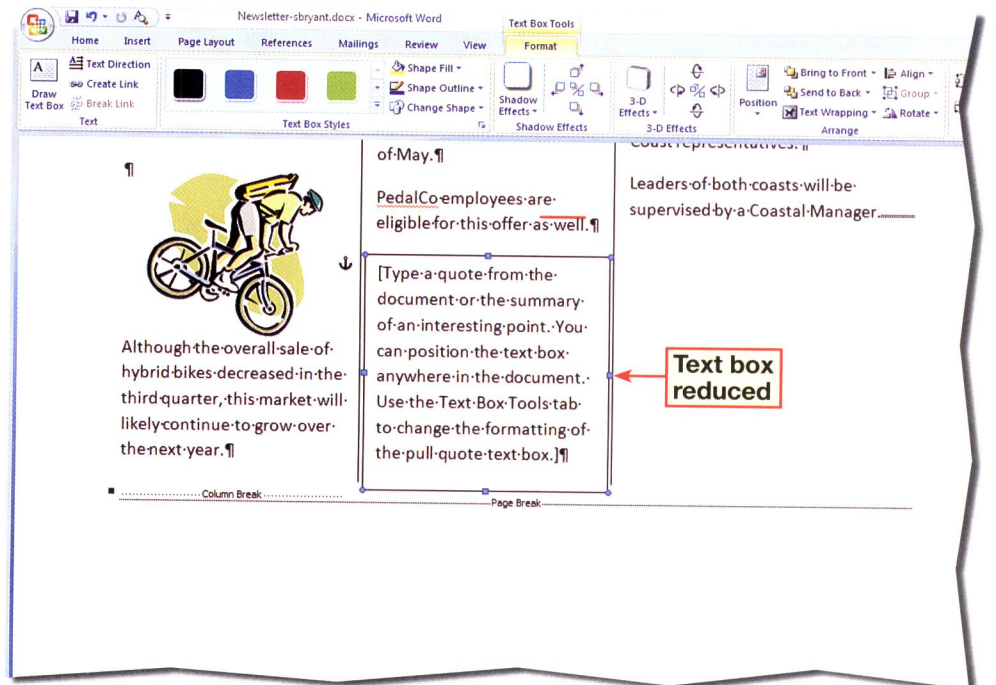 Newsletter-sbryant.docx - Microsoft Word
Text Box Tools
Home Insert Page Layout References Mailings Review View Format
A
Draw Text Box
Text Direction
Create Link
Break Link
Text
Text Box Styles
Shape Fill
Shape Outline
Change Shape
Shadow Effects
Shadow Effects
3-D Effects
3-D Effects
Position
Bring to Front
Send to Back
Text Wrapping
Align
Group
Rotate
Arrange
¶
Although·the·overall·sale·of·
hybrid·bikes·decreased·in·the·
third·quarter,·this·market·will·
likely·continue·to·grow·over·
the·next·year.¶
Column Break
of·May.¶
PedalCo·employees·are·
eligible·for·this·offer·as·well.¶
[Type·a·quote·from·the·
document·or·the·summary·
of·an·interesting·point.·You·
can·position·the·text·box·
anywhere·in·the·document.·
Use·the·Text·Box·Tools·tab·
to·change·the·formatting·of·
the·pull·quote·text·box.]¶
Page Break
Coast·representatives.·¶
Leaders·of·both·coasts·will·be·
supervised·by·a·Coastal·Manager.
Text box
reduced